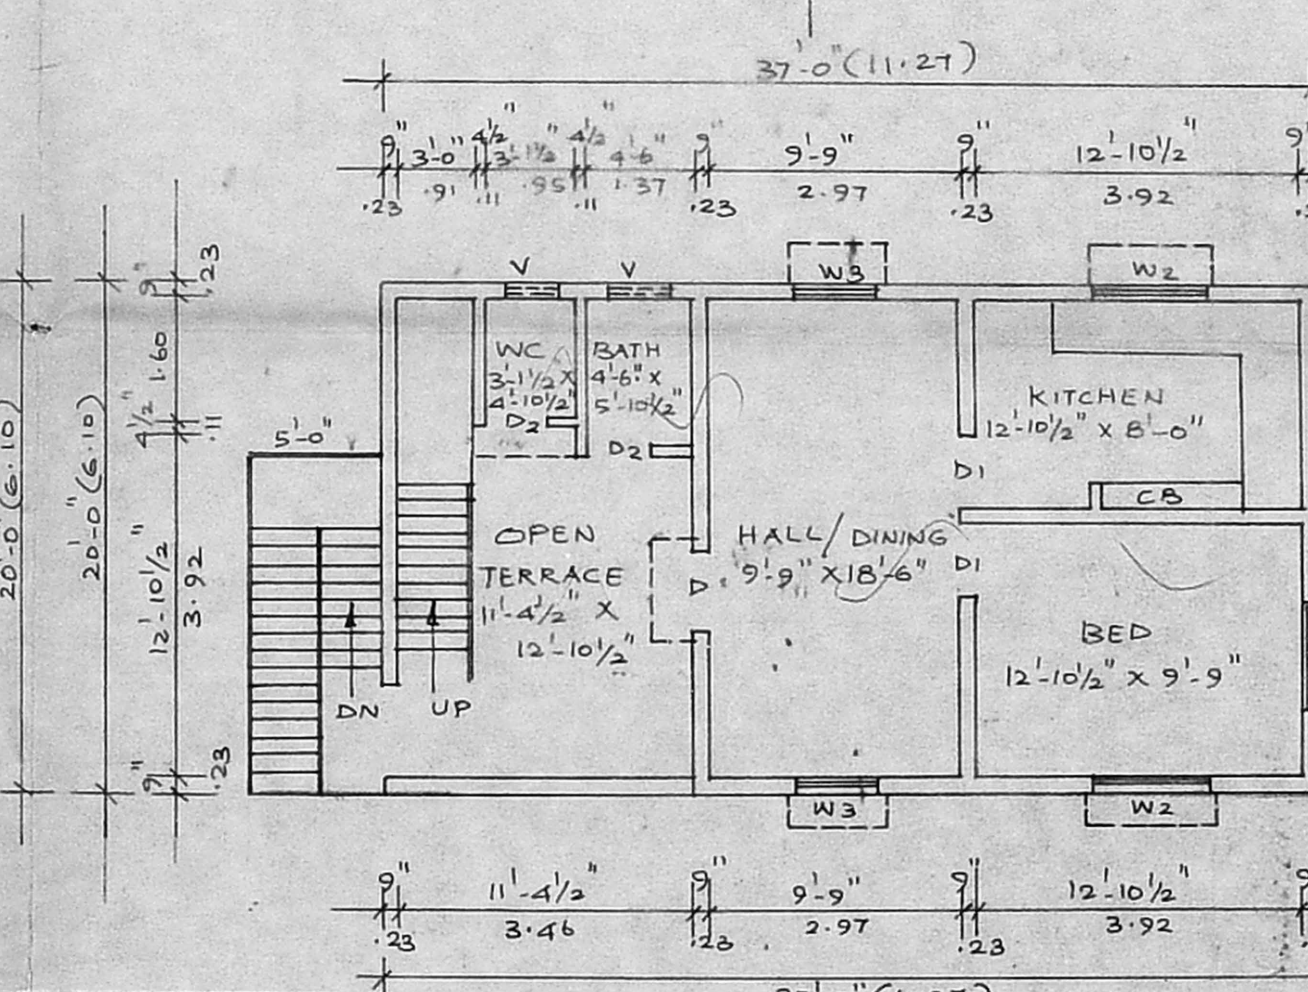 37'-0" (11.27)
9" 3'-0" 4½" 3'-1½" 4½" 4'-6" 9" 9'-9" 9" 12'-10½" 9
.23 .91 .11 .95 .11 1.37 .23 2.97 .23 3.92
V V W3 W2
9" .23
1.60
4½" .11
20'-0" (6.10)
20'-0" (6.10)
12'-10½"
3.92
9" .23
5'-0"
WC
3'-1½ x
4'-10½"
D2
BATH
4'-6" x
5'-10½"
D2
KITCHEN
12'-10½" x 8'-0"
D1
CB
OPEN
TERRACE
11'-4½" x
12'-10½"
HALL/DINING
9'-9" x 18'-6"
D
D1
BED
12'-10½" x 9'-9"
DN UP
W3 W2
9" 11'-4½" 9" 9'-9" 9" 12'-10½" 9
.23 3.46 .23 2.97 .23 3.92